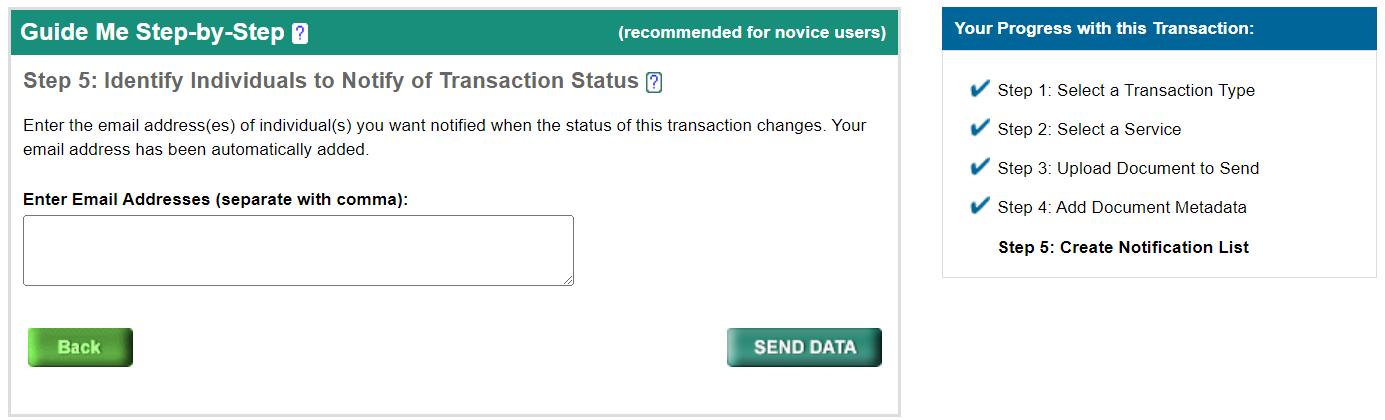 Guide Me Step-by-Step ?
(recommended for novice users)
Step 5: Identify Individuals to Notify of Transaction Status ?
Enter the email address(es) of individual(s) you want notified when the status of this transaction changes. Your
email address has been automatically added.
Enter Email Addresses (separate with comma):
Back
SEND DATA
Your Progress with this Transaction:
Step 1: Select a Transaction Type
Step 2: Select a Service
Step 3: Upload Document to Send
Step 4: Add Document Metadata
Step 5: Create Notification List